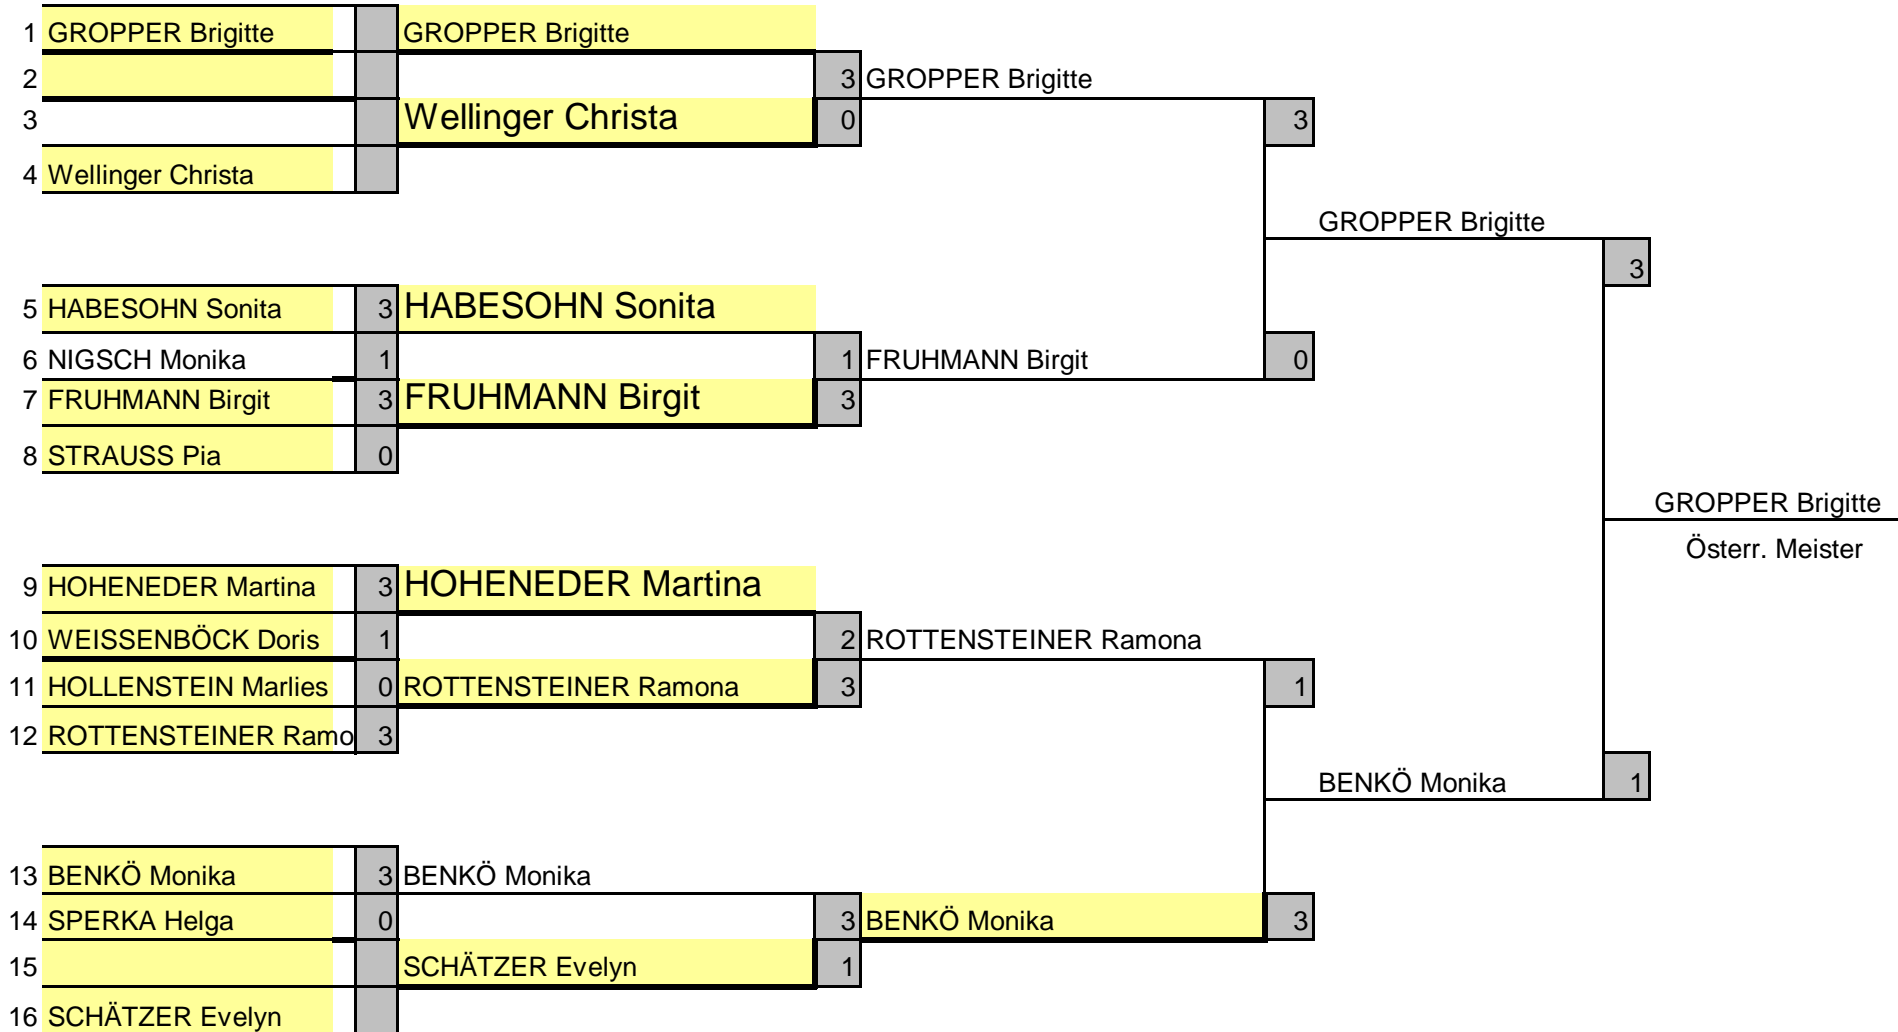 1 GROPPER Brigitte GROPPER Brigitte
2 3 GROPPER Brigitte
3 Wellinger Christa 0 3
4 Wellinger Christa
GROPPER Brigitte
3
5 HABESOHN Sonita 3 HABESOHN Sonita
6 NIGSCH Monika 1 1 FRUHMANN Birgit 0
7 FRUHMANN Birgit 3 FRUHMANN Birgit 3
8 STRAUSS Pia 0
GROPPER Brigitte
Österr. Meister
9 HOHENEDER Martina 3 HOHENEDER Martina
10 WEISSENBÖCK Doris 1 2 ROTTENSTEINER Ramona
11 HOLLENSTEIN Marlies 0 ROTTENSTEINER Ramona 3 1
12 ROTTENSTEINER Ramo 3
BENKÖ Monika 1
13 BENKÖ Monika 3 BENKÖ Monika
14 SPERKA Helga 0 3 BENKÖ Monika 3
15 SCHÄTZER Evelyn 1
16 SCHÄTZER Evelyn